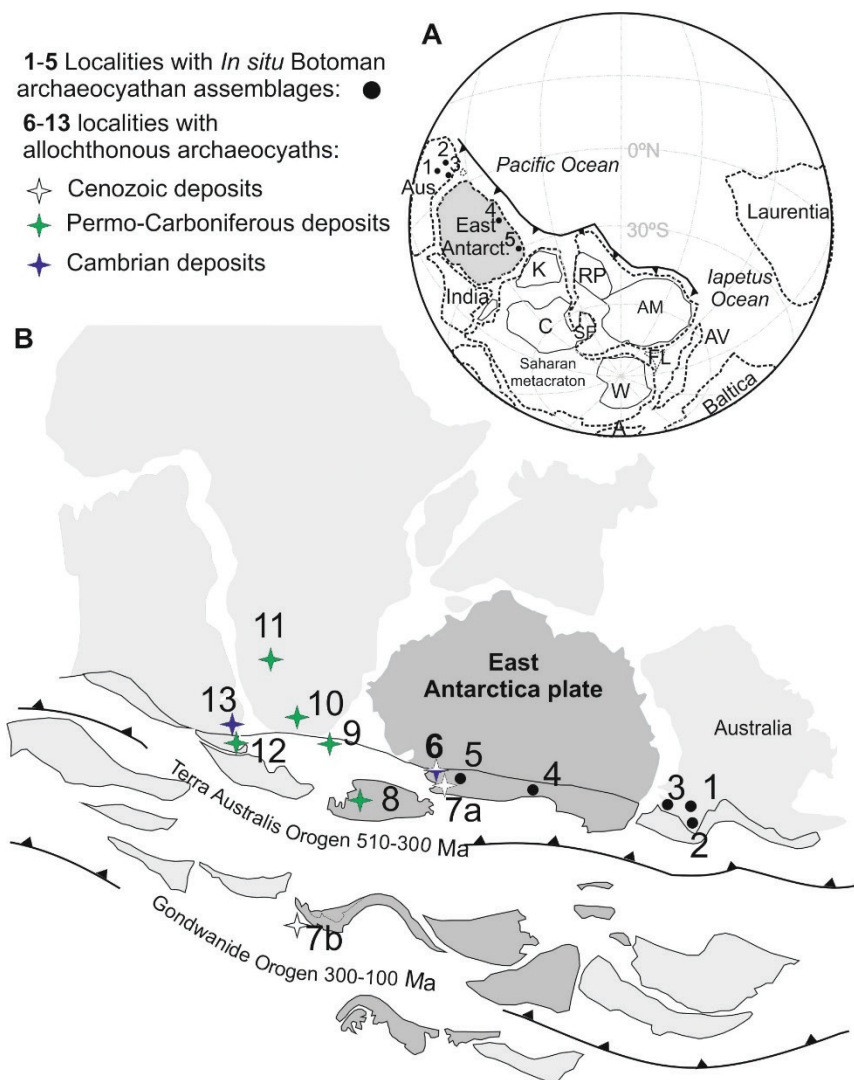 1-5 Localities with In situ Botoman
archaeocyathan assemblages:
6-13 localities with
allochthonous archaeocyaths:
Cenozoic deposits
Permo-Carboniferous deposits
Cambrian deposits
A
Pacific Ocean
0°N
2
1
3
Aus.
4
East
Antarct.
5
30°S
Laurentia
India
K
RP
Iapetus
Ocean
C
SF
AM
AV
Saharan
metacraton
FL
W
Baltica
A
B
11
East
Antarctica plate
13
10
9
12
6
5
4
Australia
3
1
2
8
7a
Terra Australis Orogen 510-300 Ma
7b
Gondwanide Orogen 300-100 Ma